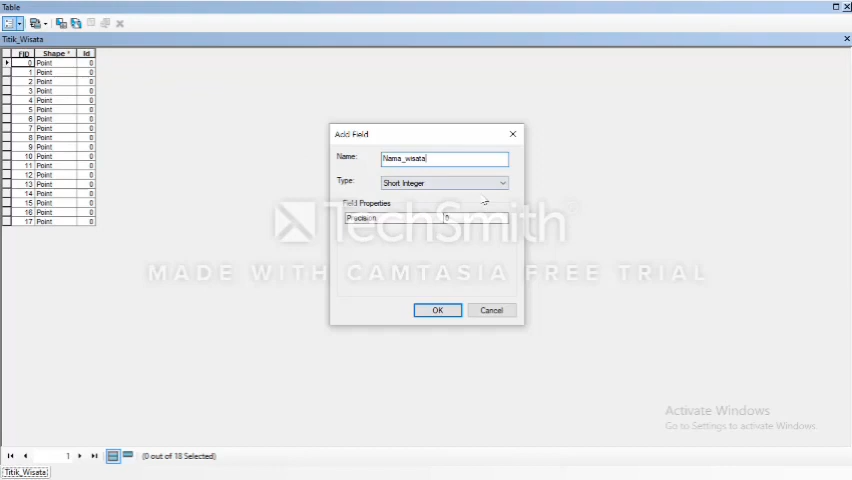 Table
Titik_Wisata
FID Shape * Id
0 Point 0
1 Point 0
2 Point 0
3 Point 0
4 Point 0
5 Point 0
6 Point 0
7 Point 0
8 Point 0
9 Point 0
10 Point 0
11 Point 0
12 Point 0
13 Point 0
14 Point 0
15 Point 0
16 Point 0
17 Point 0
Add Field
Name: Nama_wisata
Type: Short Integer
Field Properties
Precision 0
TechSmith
MADE WITH CAMTASIA FREE TRIAL
OK Cancel
Activate Windows
Go to Settings to activate Windows.
1 (0 out of 18 Selected)
Titik_Wisata